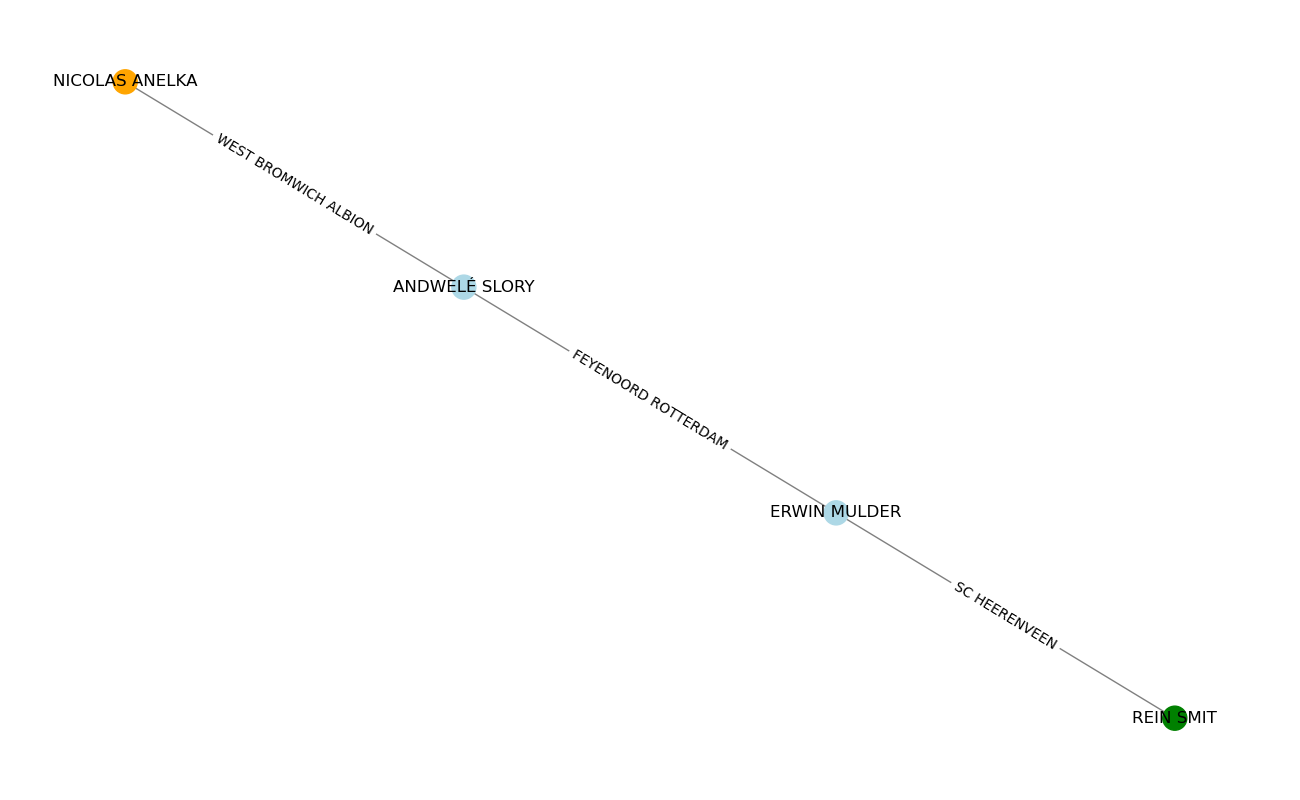 NICOLAS ANELKA
WEST BROMWICH ALBION
ANDWELÉ SLORY
FEYENOORD ROTTERDAM
ERWIN MULDER
SC HEERENVEEN
REIN SMIT